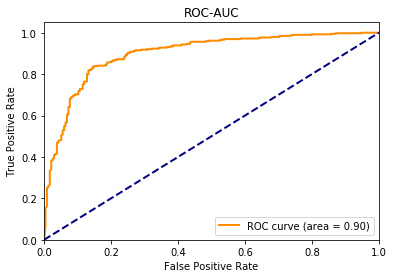 ROC-AUC
True Positive Rate
1.0
0.8
0.6
0.4
0.2
0.0
ROC curve (area = 0.90)
0.0 0.2 0.4 0.6 0.8 1.0
False Positive Rate